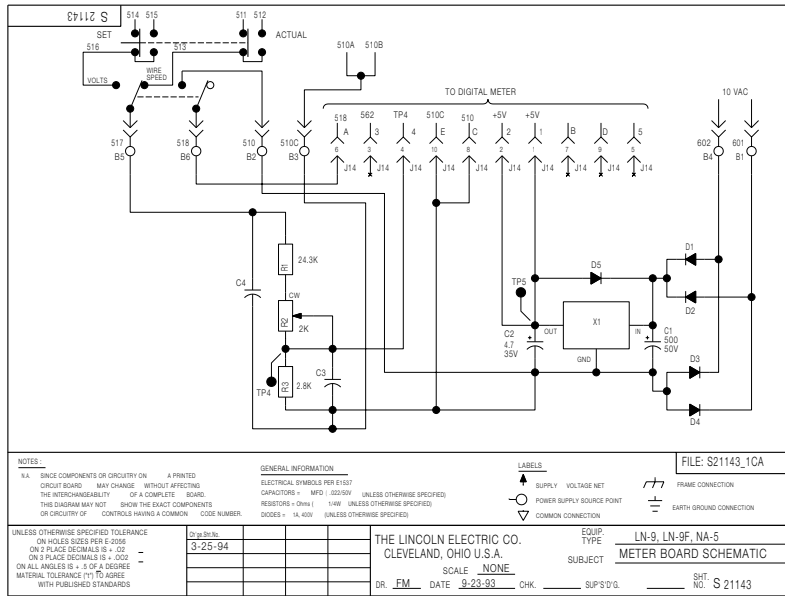 S 21143
514 515
511 512
SET
ACTUAL
516
513
510A 510B
VOLTS
WIRE
SPEED
TO DIGITAL METER
10 VAC
518 562 TP4 510C 510 +5V +5V
A 3 4 E C 2 1 B D 5
6 3 4 10 8 2 1 7 9 5
J14 J14 J14 J14 J14 J14 J14 J14 J14 J14
517 518 510 510C
B5 B6 B2 B3
602 601
B4 B1
D1
R1 24.3K
D5
C4
TP5
D2
CW
R2
2K
X1
OUT
IN
C2
4.7
35V
+
C1
500
50V
+
GND
D3
C3
R3
2.8K
TP4
D4
NOTES :
N.A. SINCE COMPONENTS OR CIRCUITRY ON A PRINTED
CIRCUIT BOARD MAY CHANGE WITHOUT AFFECTING
THE INTERCHANGEABILITY OF A COMPLETE BOARD.
THIS DIAGRAM MAY NOT SHOW THE EXACT COMPONENTS
OR CIRCUITRY OF CONTROLS HAVING A COMMON CODE NUMBER.
GENERAL INFORMATION
ELECTRICAL SYMBOLS PER E1537
CAPACITORS = MFD ( .022/50V UNLESS OTHERWISE SPECIFIED)
RESISTORS = Ohms ( 1/4W UNLESS OTHERWISE SPECIFIED)
DIODES = 1A, 400V (UNLESS OTHERWISE SPECIFIED)
LABELS
SUPPLY VOLTAGE NET
POWER SUPPLY SOURCE POINT
COMMON CONNECTION
FILE: S21143_1CA
FRAME CONNECTION
EARTH GROUND CONNECTION
UNLESS OTHERWISE SPECIFIED TOLERANCE
ON HOLES SIZES PER E-2056
ON 2 PLACE DECIMALS IS + .O2
ON 3 PLACE DECIMALS IS + .OO2
ON ALL ANGLES IS + .5 OF A DEGREE
MATERIAL TOLERANCE ("t") TO AGREE
WITH PUBLISHED STANDARDS
Ch'ge.Sht.No.
3-25-94
THE LINCOLN ELECTRIC CO.
CLEVELAND, OHIO U.S.A.
SCALE NONE
DR. FM DATE 9-23-93 CHK. SUP'S'D'G.
EQUIP.
TYPE LN-9, LN-9F, NA-5
SUBJECT METER BOARD SCHEMATIC
SHT.
NO. S 21143